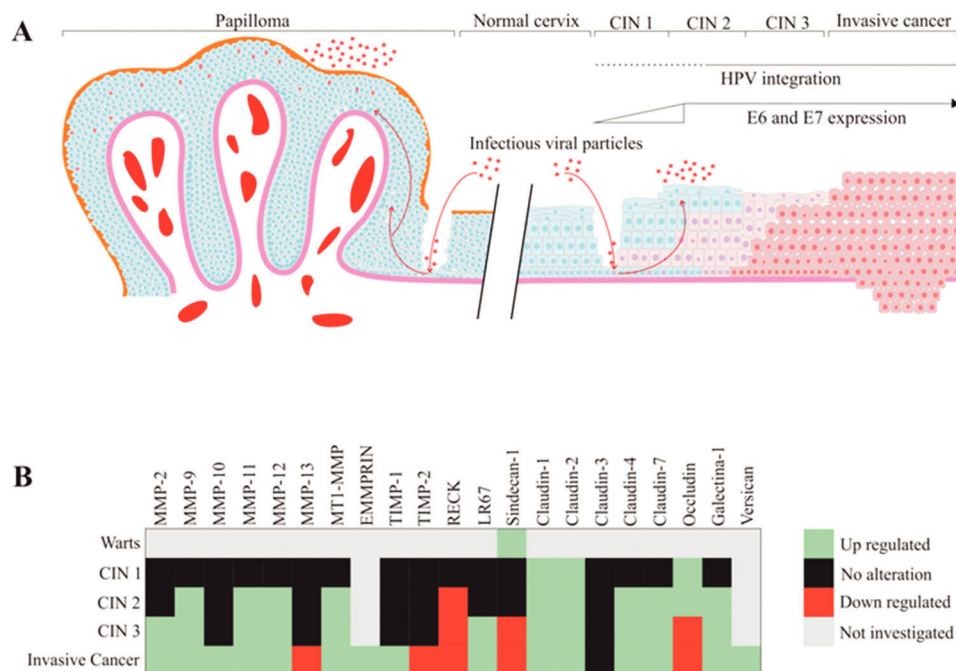 A
Papilloma
Normal cervix
CIN 1
CIN 2
CIN 3
Invasive cancer
HPV integration
E6 and E7 expression
Infectious viral particles
B
MMP-2
MMP-9
MMP-10
MMP-11
MMP-12
MMP-13
MT1-MMP
EMMPRIN
TIMP-1
TIMP-2
RECK
LR67
Sindecan-1
Claudin-1
Claudin-2
Claudin-3
Claudin-4
Claudin-7
Occludin
Galectina-1
Versican
Warts
CIN 1
CIN 2
CIN 3
Invasive Cancer
Up regulated
No alteration
Down regulated
Not investigated